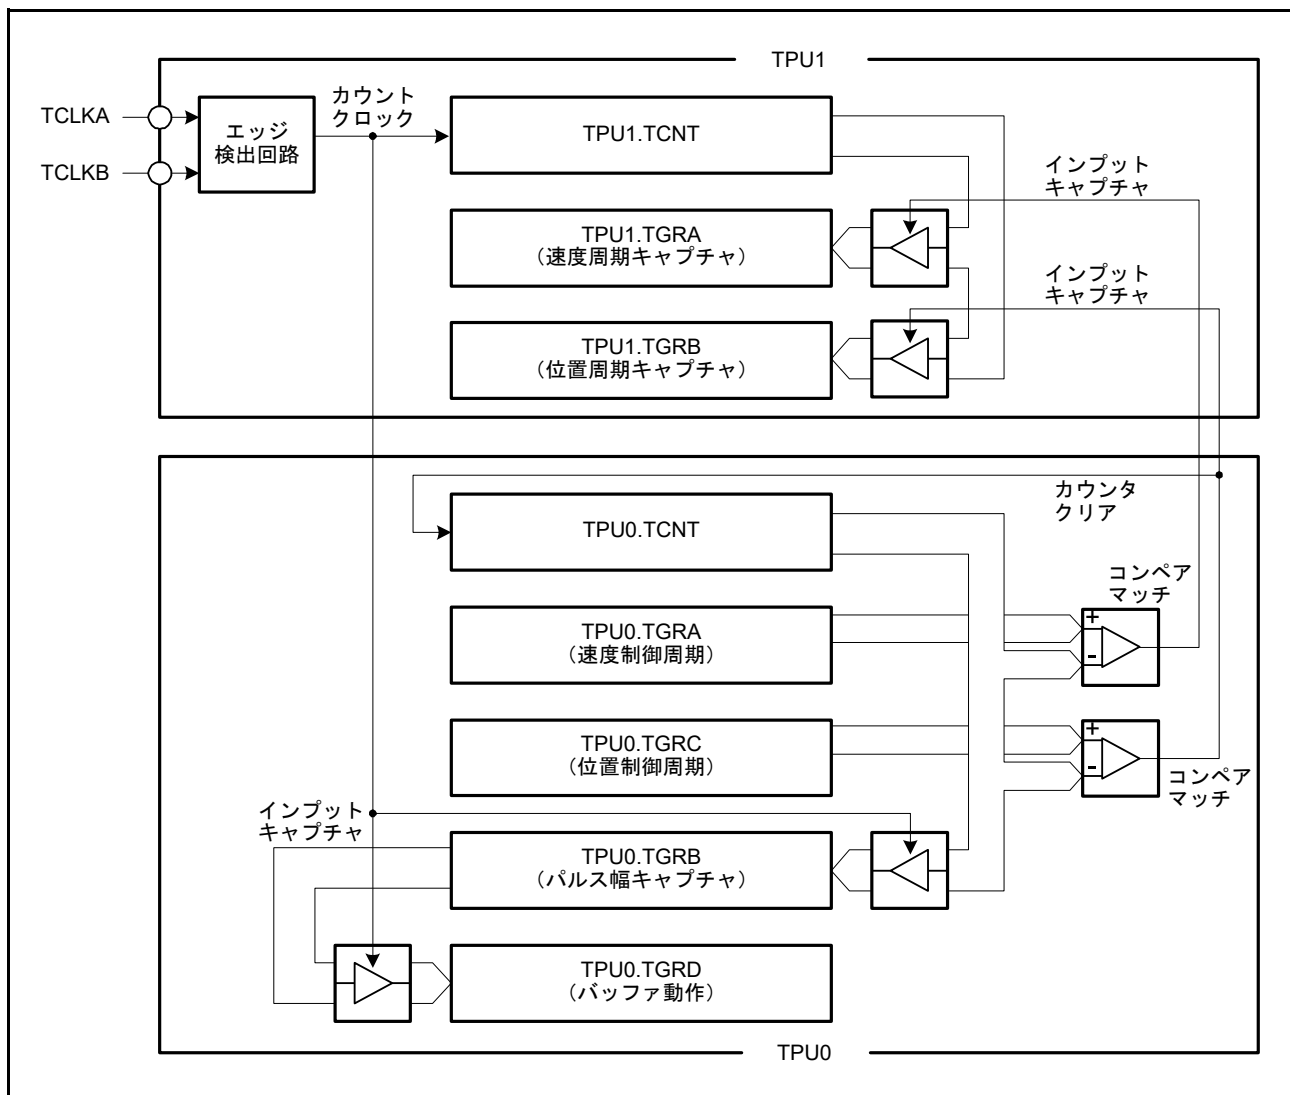 TPU1
TCLKA
TCLKB
エッジ
検出回路
カウント
クロック
TPU1.TCNT
インプット
キャプチャ
TPU1.TGRA
(速度周期キャプチャ)
インプット
キャプチャ
TPU1.TGRB
(位置周期キャプチャ)
カウンタ
クリア
TPU0.TCNT
コンペア
マッチ
TPU0.TGRA
(速度制御周期)
+
-
TPU0.TGRC
(位置制御周期)
+
-
コンペア
マッチ
インプット
キャプチャ
TPU0.TGRB
(パルス幅キャプチャ)
TPU0.TGRD
(バッファ動作)
TPU0